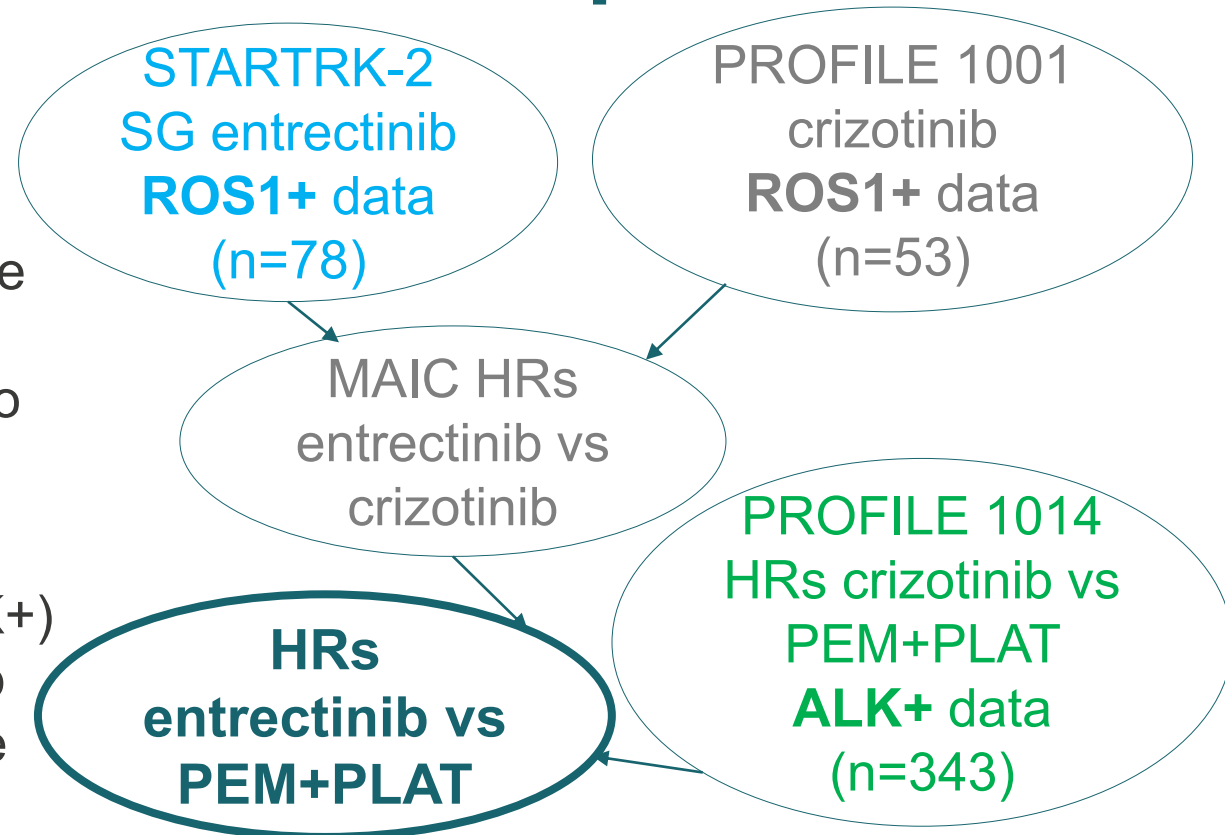 STARTRK-2
SG entrectinib
ROS1+ data
(n=78)
PROFILE 1001
crizotinib
ROS1+ data
(n=53)
MAIC HRs
entrectinib vs
crizotinib
PROFILE 1014
HRs crizotinib vs
PEM+PLAT
ALK+ data
(n=343)
HRs
entrectinib vs
PEM+PLAT